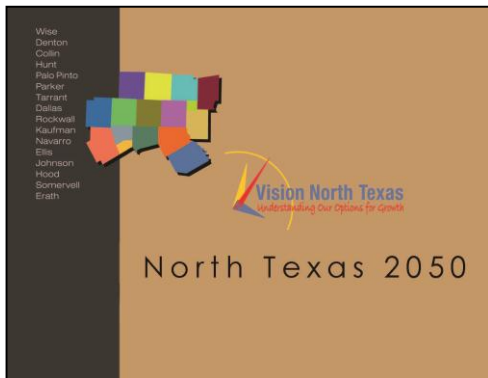 Wise
Denton
Collin
Hunt
Palo Pinto
Parker
Tarrant
Dallas
Rockwall
Kaufman
Navarro
Ellis
Johnson
Hood
Somervell
Erath
Vision North Texas
Understanding Our Options for Growth
North Texas 2050